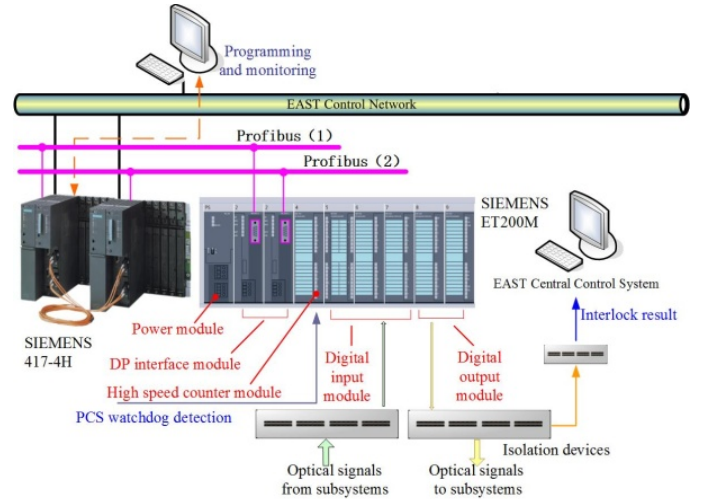 Programming
and monitoring
EAST Control Network
Profibus (1)
Profibus (2)
SIEMENS
ET200M
EAST Central Control System
Interlock result
Power module
SIEMENS
417-4H
DP interface module
High speed counter module
Digital
input
module
Digital
output
module
PCS watchdog detection
Isolation devices
Optical signals
from subsystems
Optical signals
to subsystems